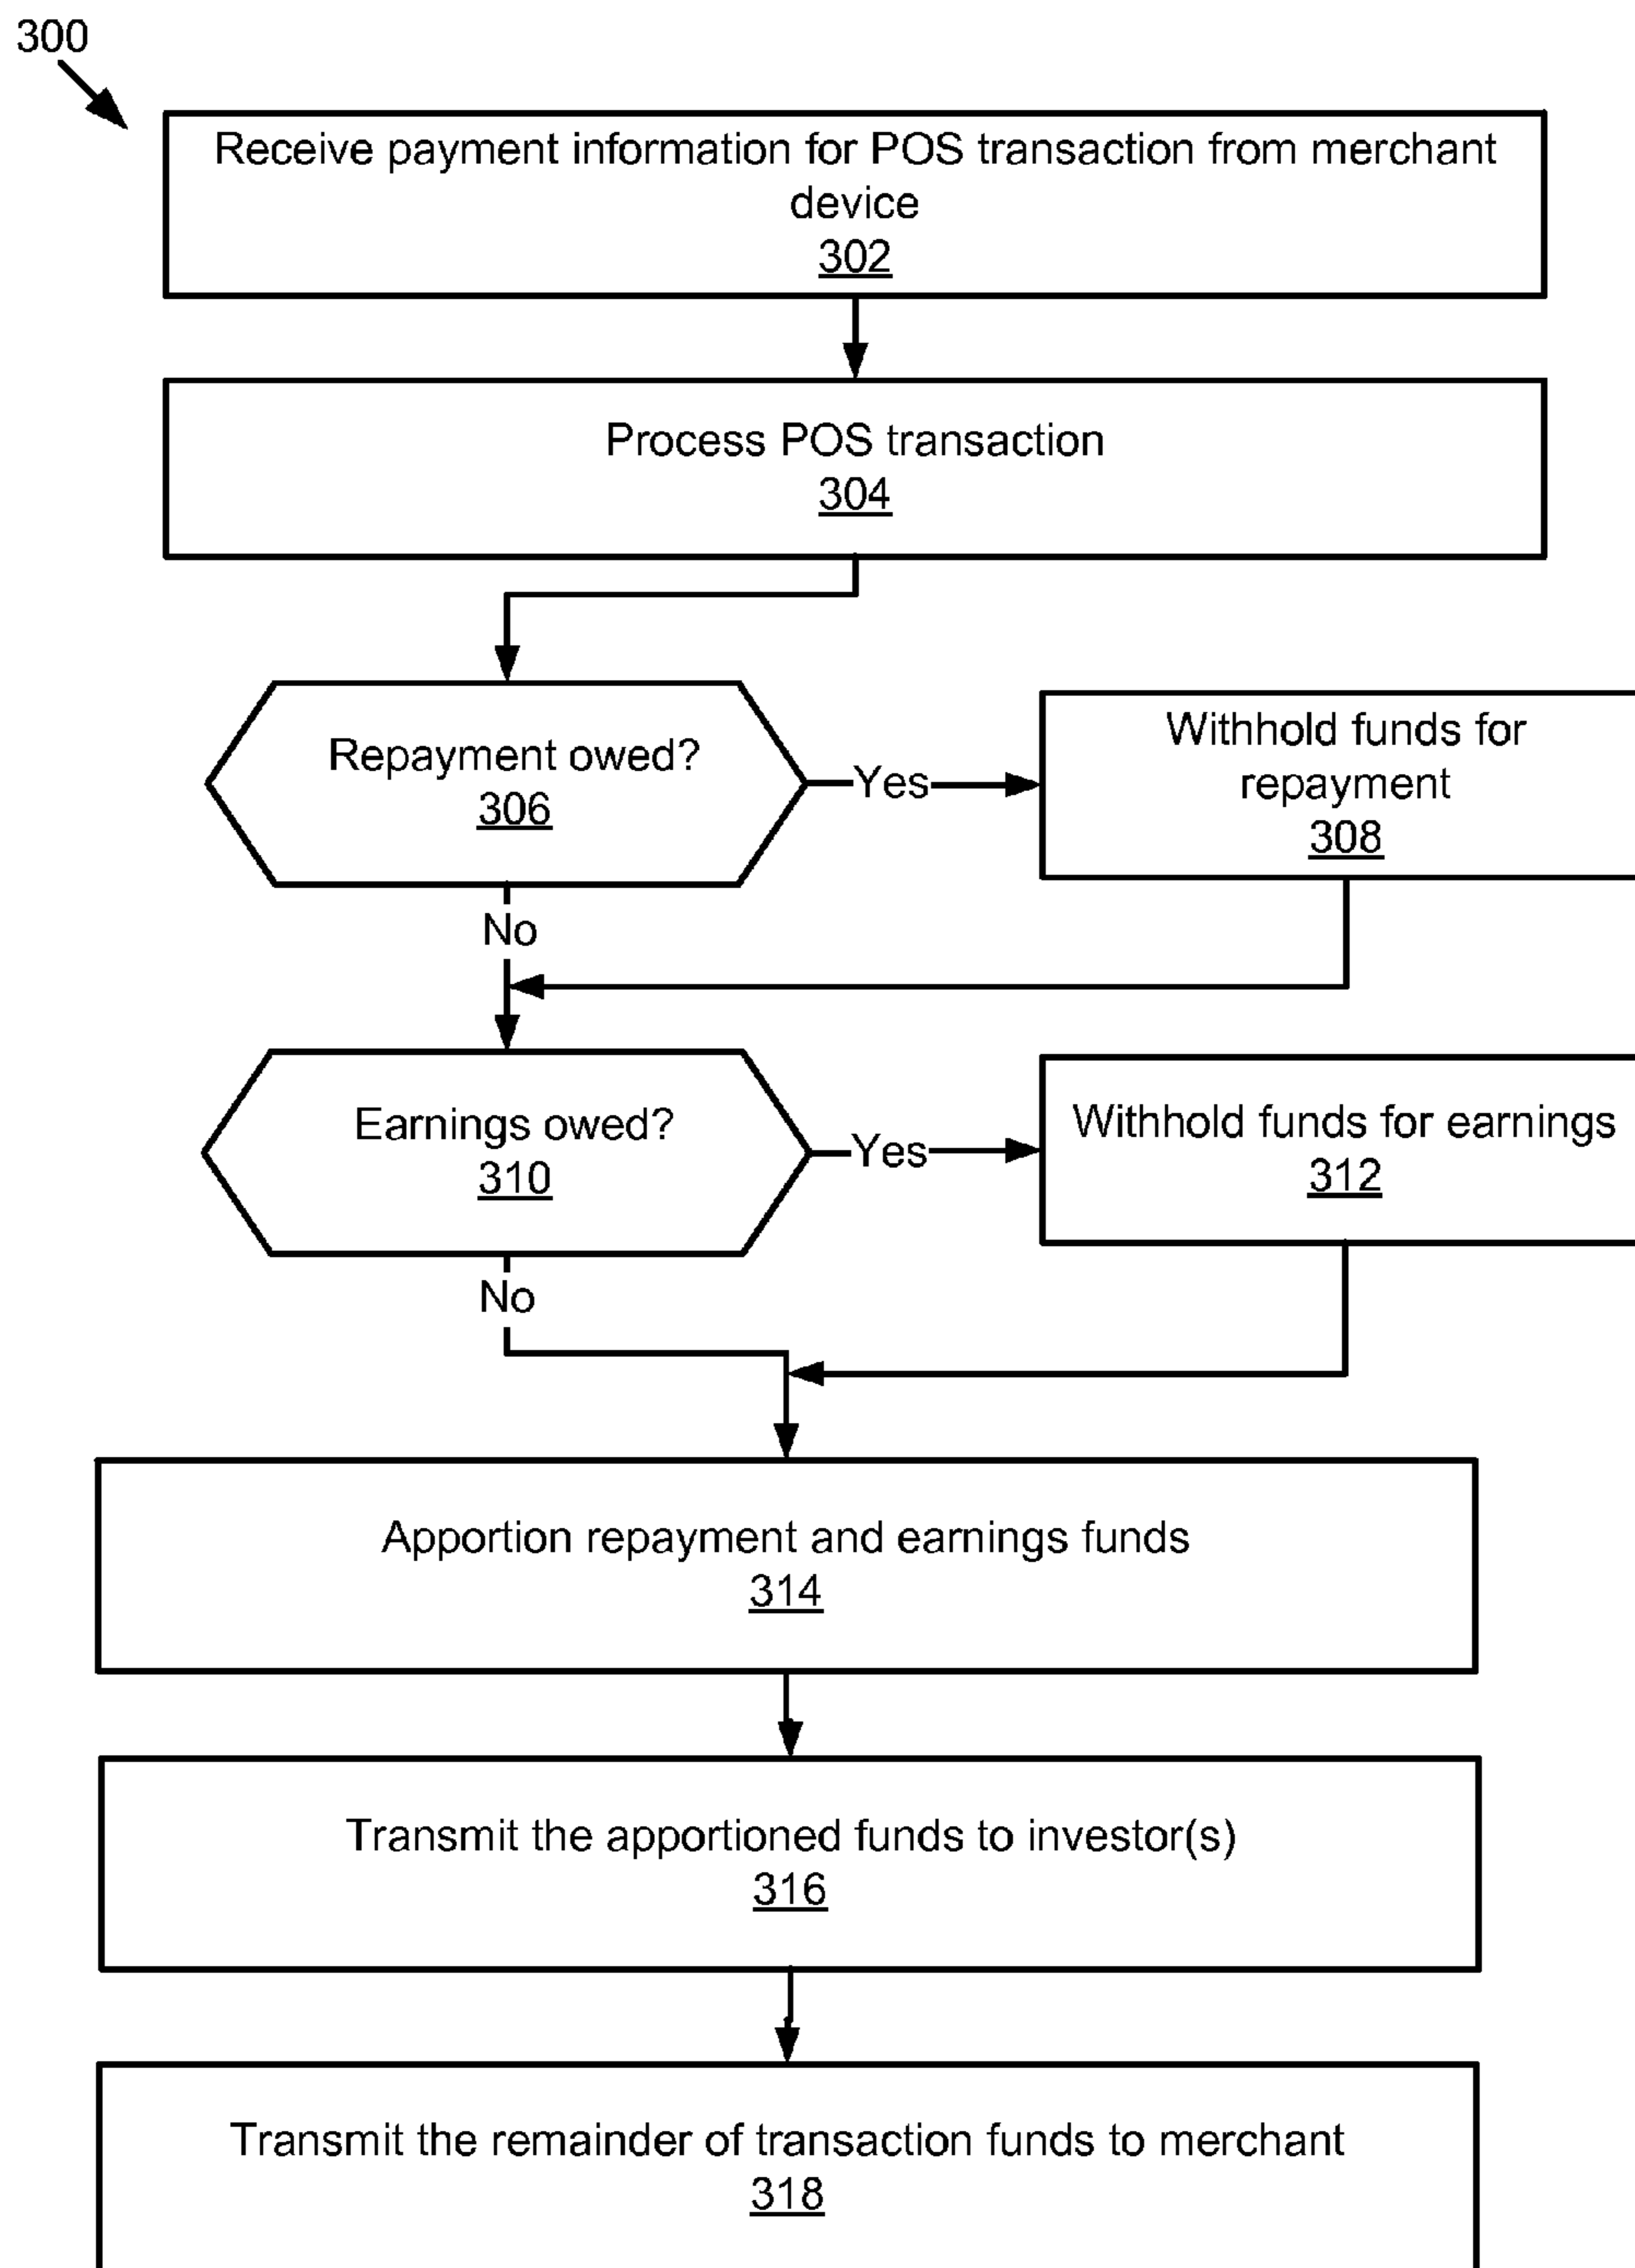 300
Receive payment information for POS transaction from merchant
device
302
Process POS transaction
304
Repayment owed?
306
Yes
Withhold funds for
repayment
308
No
Earnings owed?
310
Yes
Withhold funds for earnings
312
No
Apportion repayment and earnings funds
314
Transmit the apportioned funds to investor(s)
316
Transmit the remainder of transaction funds to merchant
318